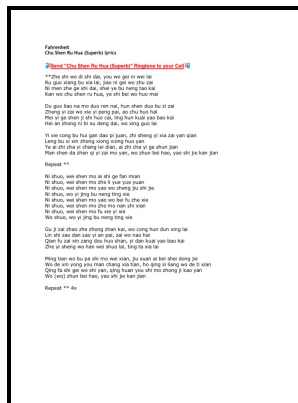 Fahrenheit
Chu Shen Ru Hua (Superb) lyrics
Send "Chu Shen Ru Hua (Superb)" Ringtone to your Cell
**Zhe shi wo di shi dai, you wo gei ni wei lai
Ru guo xiang bu xia lai, jiao ni gei wo zhu zai
Ni men zhe ge shi dai, shei ye bu neng tao kai
Kan wo chu shen ru hua, ye shi bei wo huo mai
Du guo liao na mo duo ren nai, hun shen duo bu zi zai
Zheng yi zai wo xie yi peng pai, ao chu huo hai
Mei yi ge shen ji shi huo cai, ling hun kuai yao bao kai
Hei an zhong ni bi xu deng dai, wo xing guo lai
Yi xie cong bu hui gan dao pi juan, zhi sheng yi xia zai yan qian
Leng bu xi xin zhong xiong xiong huo yan
Ye ai zhi cha yi chang lei dian, ai zhi cha yi ge shun jian
Man chen da zhen qi yi zai mo yan, wo zhun bei hao, yao shi jie kan jian
Repeat **
Ni shuo, wei shen mo ai shi ge fan mian
Ni shuo, wei shen mo zhe li yue yue yuan
Ni shuo, wei shen mo yao wo zheng jiu shi jie
Ni shuo, wo yi jing bu neng ting xie
Ni shuo, wei shen mo yao wo bei fu zhe xie
Ni shuo, wei shen mo zhe mo nan shi xian
Ni shuo, wei shen mo fu xie yi xie
Wo shuo, wo yi jing bu neng ting xie
Gu ji zai zhao zhe zhong zhan kai, wo cong hun dun xing lai
Lin shi zao dan zao yi an pai, zai wo nao hai
Qian fu zai xin zang dou huo shan, yi dan kuai yao bao kai
Zhe yi sheng wo han wei shuo lai, ting ta xia lai
Ming tian wo bu pa shi mo wei xian, jiu suan ai bei shei dong jie
Wo de xin yong you man chang xia tian, ho qing si liang wo de ti xian
Qing fa shi gei wo shi yan, qing huan you shi mo zhong ji kao yan
Wo (wo) zhun bei hao, yao shi jie kan jian
Repeat ** 4x